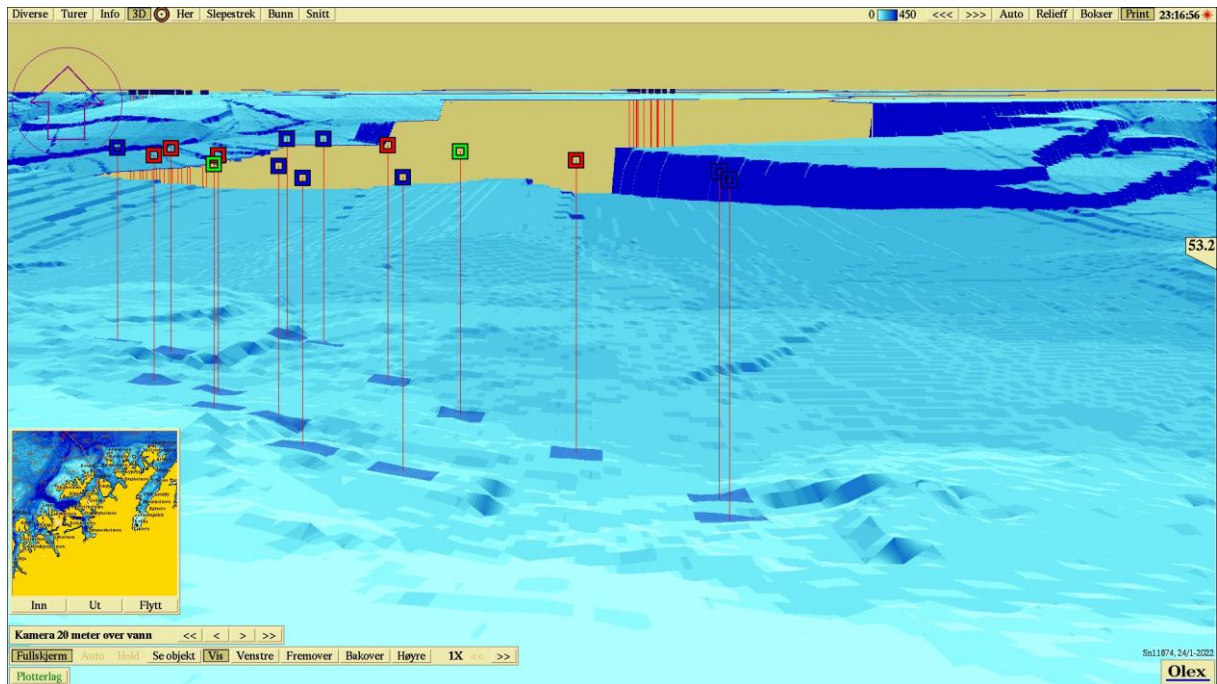 Diverse Turer Info 3D Her Slepestrek Bunn Snitt 0 450 <<< >>> Auto Relieff Bokser Print 23:16:56
53.2
Inn Ut Flytt
Kamera 20 meter over vann << < > >>
Fullskjerm Auto Hold Se objekt Vis Venstre Fremover Bakover Høyre 1X << >>
Sn11874, 24/1-2022
Plotterlag
Olex